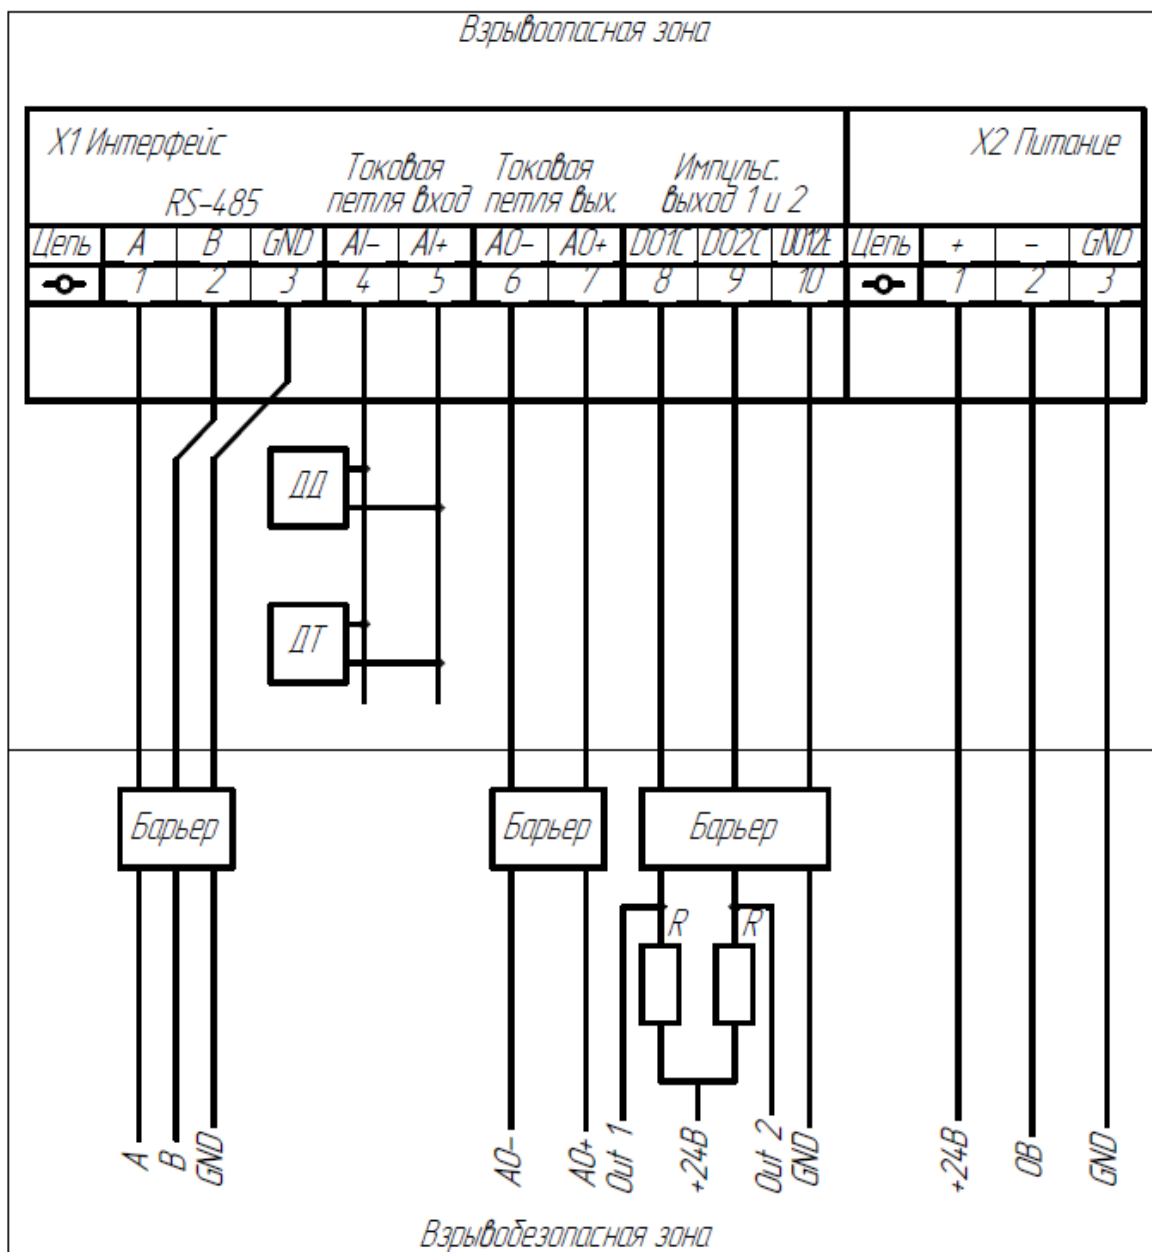 Взрывоопасная зона
X1 Интерфейс
X2 Питание
Токовая
петля вход
Токовая
петля вых.
Импульс.
выход 1 и 2
RS-485
Цепь A B GND AI- AI+ AO- AO+ DO1C DO2C DO12E Цепь + - GND
1 2 3 4 5 6 7 8 9 10 1 2 3
ДД
ДТ
Барьер Барьер Барьер
R R
A B GND AO- AO+ Out 1 +24В Out 2 GND +24В 0В GND
Взрывобезопасная зона